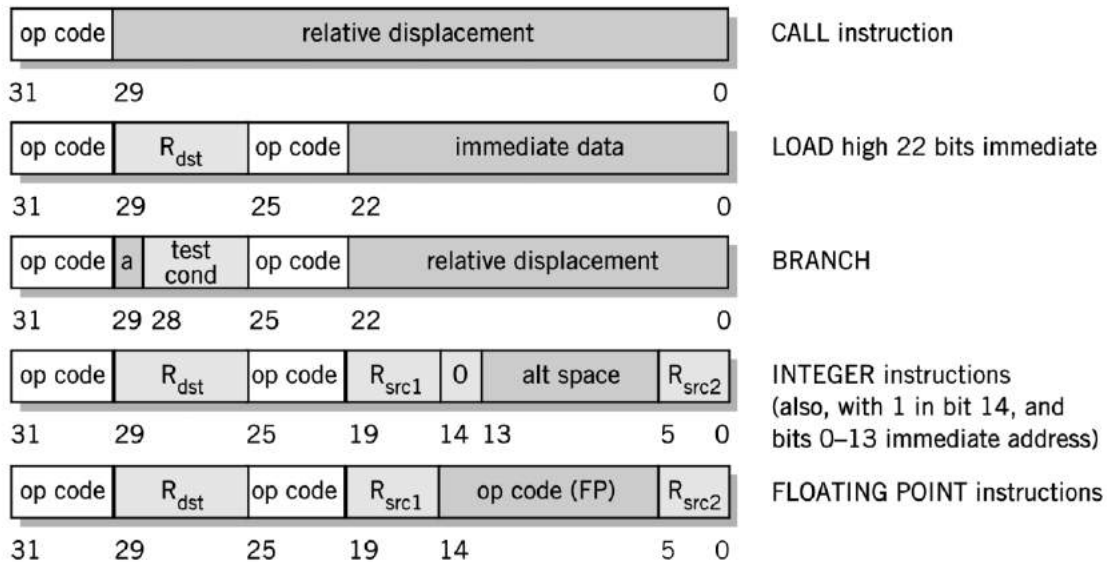 op code relative displacement CALL instruction
31 29 0
op code Rdst op code immediate data LOAD high 22 bits immediate
31 29 25 22 0
op code a test cond op code relative displacement BRANCH
31 29 28 25 22 0
op code Rdst op code Rsrc1 0 alt space Rsrc2 INTEGER instructions
(also, with 1 in bit 14, and
31 29 25 19 14 13 5 0 bits 0–13 immediate address)
op code Rdst op code Rsrc1 op code (FP) Rsrc2 FLOATING POINT instructions
31 29 25 19 14 5 0